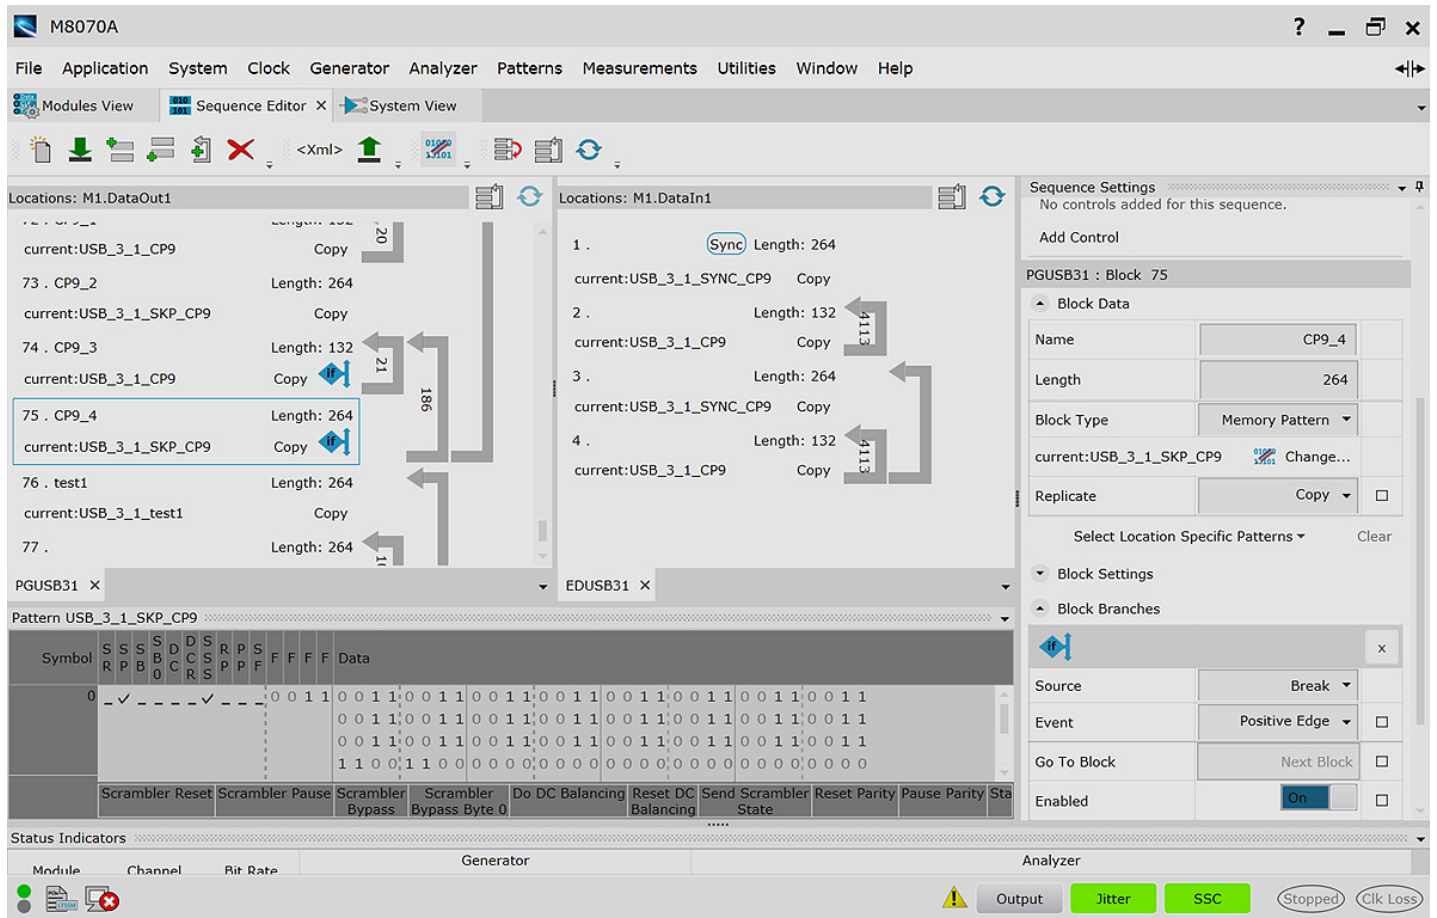 M8070A
? 
File Application System Clock Generator Analyzer Patterns Measurements Utilities Window Help
Modules View
010
101
Sequence Editor
System View
<Xml>
Locations: M1.DataOut1
current:USB_3_1_CP9 Copy
20
73 . CP9_2 Length: 264
current:USB_3_1_SKP_CP9 Copy
74 . CP9_3 Length: 132
current:USB_3_1_CP9 Copy if
21
186
75 . CP9_4 Length: 264
current:USB_3_1_SKP_CP9 Copy if
76 . test1 Length: 264
current:USB_3_1_test1 Copy
77 . Length: 264
PGUSB31
Locations: M1.DataIn1
1 . Sync Length: 264
current:USB_3_1_SYNC_CP9 Copy
2 . Length: 132
current:USB_3_1_CP9 Copy
4113
3 . Length: 264
current:USB_3_1_SYNC_CP9 Copy
4 . Length: 132
current:USB_3_1_CP9 Copy
4113
EDUSB31
Sequence Settings
No controls added for this sequence.
Add Control
PGUSB31 : Block 75
Block Data
Name CP9_4
Length 264
Block Type Memory Pattern
current:USB_3_1_SKP_CP9 Change...
Replicate Copy
Select Location Specific Patterns Clear
Block Settings
Block Branches
if x
Source Break
Event Positive Edge
Go To Block Next Block
Enabled On
Pattern USB_3_1_SKP_CP9
Symbol SR SP SB SB0 DC DCR SSS RP PP SF F F F F Data
0 0 0 1 1 0 0 1 1 0 0 1 1 0 0 1 1 0 0 1 1 0 0 1 1 0 0 1 1 0 0 1 1 0 0 1 1
0 0 1 1 0 0 1 1 0 0 1 1 0 0 1 1 0 0 1 1 0 0 1 1 0 0 1 1 0 0 1 1
0 0 1 1 0 0 1 1 0 0 1 1 0 0 1 1 0 0 1 1 0 0 1 1 0 0 1 1 0 0 1 1
1 1 0 0 1 1 0 0 0 0 0 0 0 0 0 0 0 0 0 0 0 0 0 0 0 0 0 0 0 0 0 0
Scrambler Reset Scrambler Pause Scrambler Bypass Scrambler Bypass Byte 0 Do DC Balancing Reset DC Balancing Send Scrambler State Reset Parity Pause Parity Sta
Status Indicators
Generator Analyzer
Module Channel Bit Rate
Output Jitter SSC Stopped Clk Loss